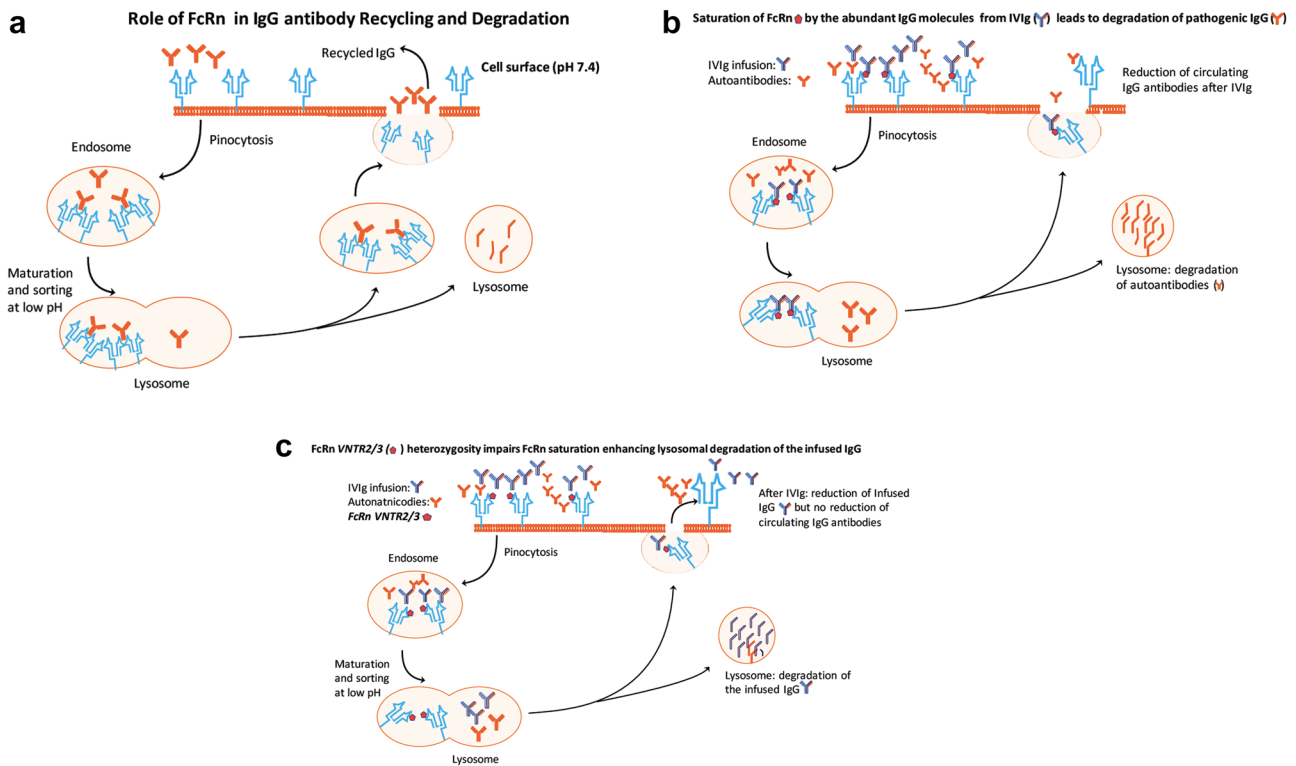 a
Role of FcRn in IgG antibody Recycling and Degradation
Recycled IgG
Cell surface (pH 7.4)
Pinocytosis
Endosome
Maturation
and sorting
at low pH
Lysosome
Lysosome
b
Saturation of FcRn by the abundant IgG molecules from IVIg ( ) leads to degradation of pathogenic IgG ( )
IVIg infusion:
Autoantibodies:
Reduction of circulating
IgG antibodies after IVIg
Pinocytosis
Endosome
Lysosome: degradation
of autoantibodies ( )
Lysosome
c
FcRn VNTR2/3 ( ) heterozygosity impairs FcRn saturation enhancing lysosomal degradation of the infused IgG
IVIg infusion:
Autonatnicodies:
FcRn VNTR2/3
After IVIg: reduction of Infused
IgG but no reduction of
circulating IgG antibodies
Pinocytosis
Endosome
Maturation
and sorting
at low pH
Lysosome: degradation of
the infused IgG
Lysosome